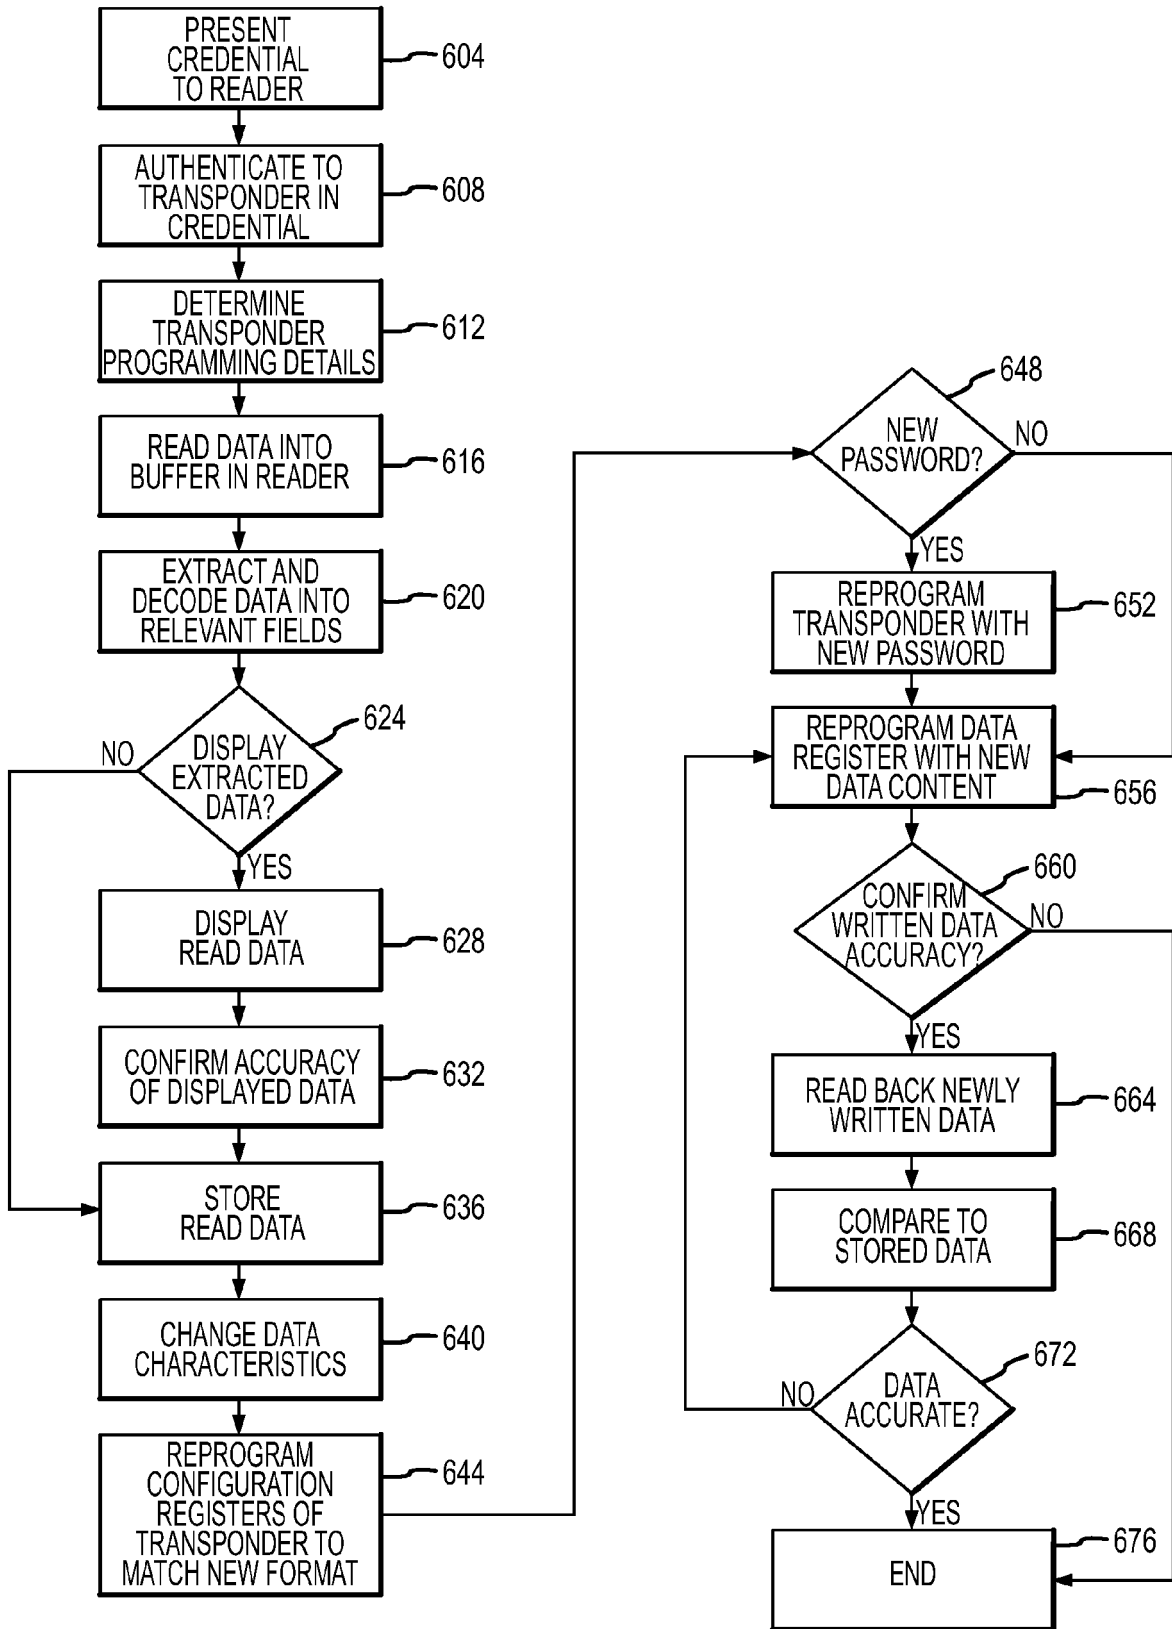 PRESENT
CREDENTIAL
TO READER
604
AUTHENTICATE TO
TRANSPONDER IN
CREDENTIAL
608
DETERMINE
TRANSPONDER
PROGRAMMING DETAILS
612
READ DATA INTO
BUFFER IN READER
616
EXTRACT AND
DECODE DATA INTO
RELEVANT FIELDS
620
624
NO
DISPLAY
EXTRACTED
DATA?
YES
DISPLAY
READ DATA
628
CONFIRM ACCURACY
OF DISPLAYED DATA
632
STORE
READ DATA
636
CHANGE DATA
CHARACTERISTICS
640
REPROGRAM
CONFIGURATION
REGISTERS OF
TRANSPONDER TO
MATCH NEW FORMAT
644
648
NEW
PASSWORD?
NO
YES
REPROGRAM
TRANSPONDER WITH
NEW PASSWORD
652
REPROGRAM DATA
REGISTER WITH NEW
DATA CONTENT
656
660
CONFIRM
WRITTEN DATA
ACCURACY?
NO
YES
READ BACK NEWLY
WRITTEN DATA
664
COMPARE TO
STORED DATA
668
672
NO
DATA
ACCURATE?
YES
END
676